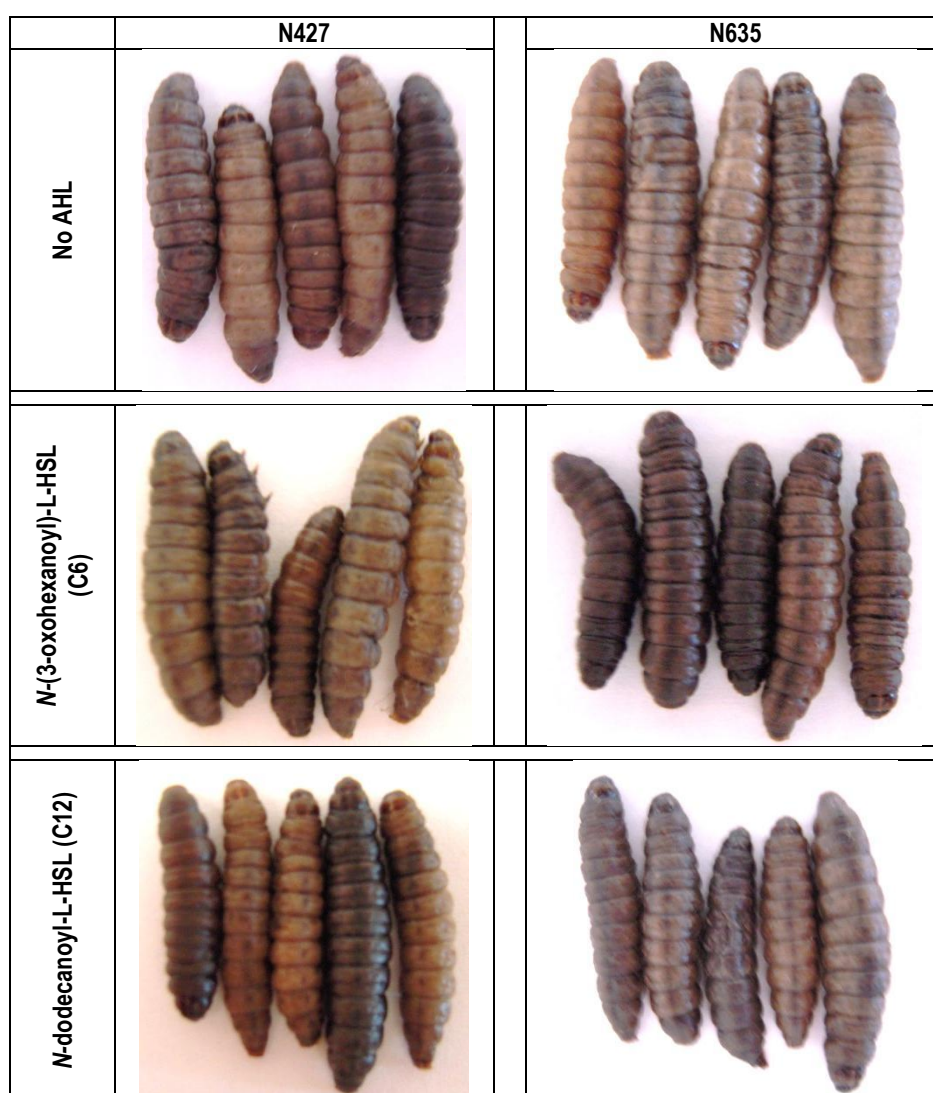 N427
N635
No AHL
N-(3-oxohexanoyl)-L-HSL
(C6)
N-dodecanoyl-L-HSL (C12)